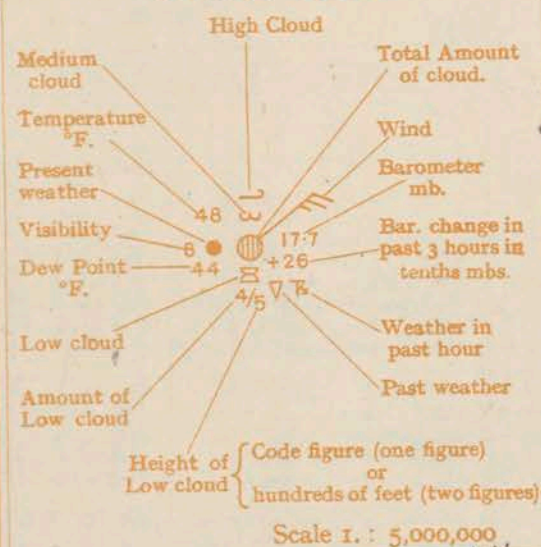 High Cloud
Medium
cloud
Total Amount
of cloud.
Temperature
°F.
Wind
Present
weather
Barometer
mb.
48
Visibility
8
17·7
Bar. change in
past 3 hours in
tenths mbs.
+26
Dew Point
°F.
44
4/5
Low cloud
Weather in
past hour
Amount of
Low cloud
Past weather
Height of
Low cloud
Code figure (one figure)
or
hundreds of feet (two figures)
Scale 1. : 5,000,000